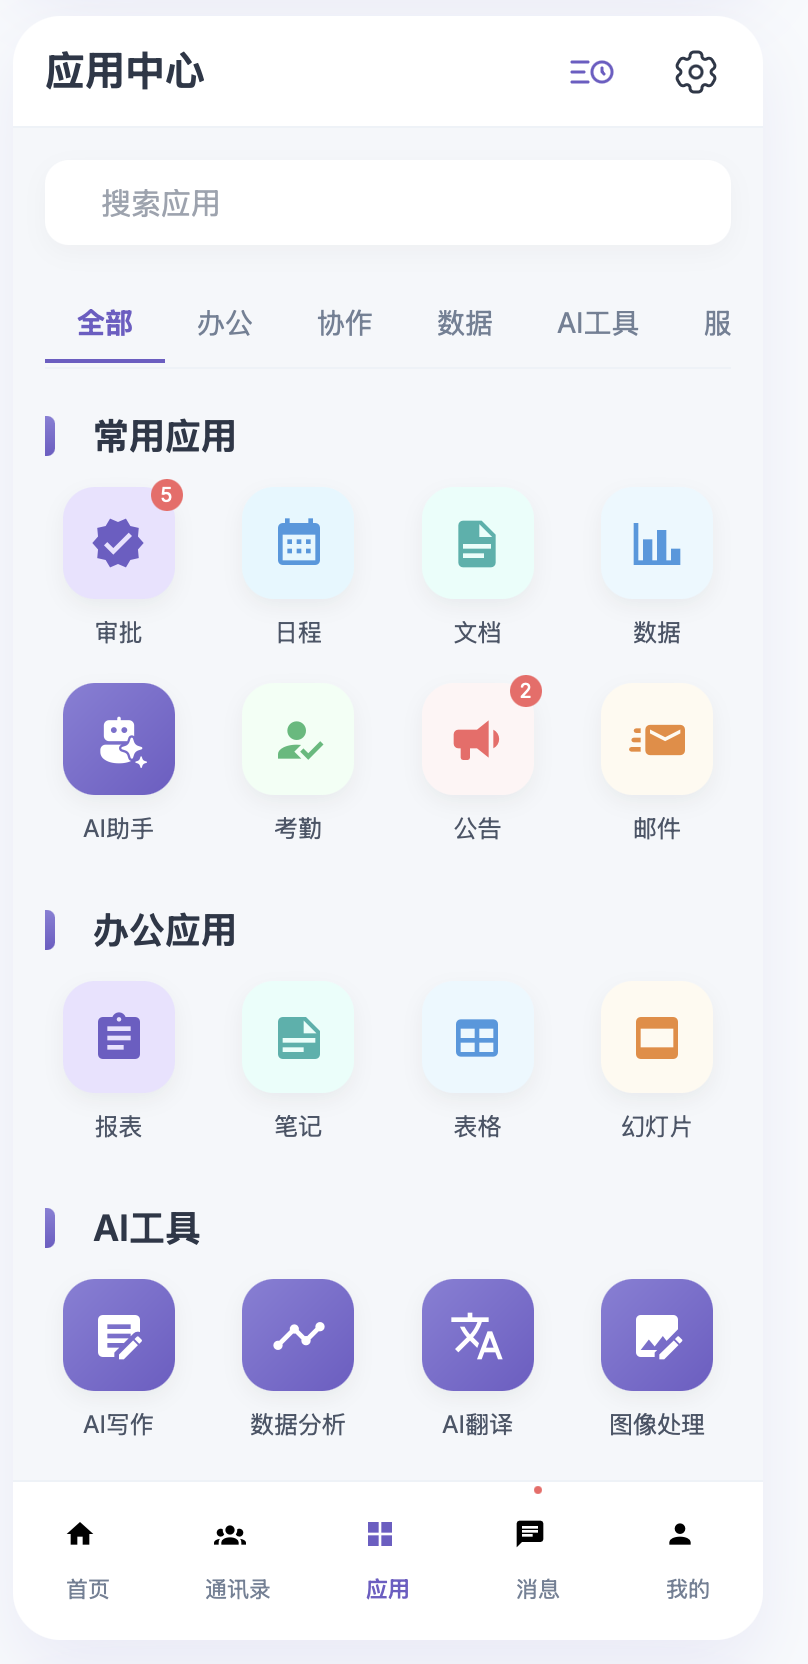 应用中心
搜索应用
全部 办公 协作 数据 AI工具 服
常用应用
5
审批 日程 文档 数据
2
AI助手 考勤 公告 邮件
办公应用
报表 笔记 表格 幻灯片
AI工具
文A
AI写作 数据分析 AI翻译 图像处理
首页 通讯录 应用 消息 我的